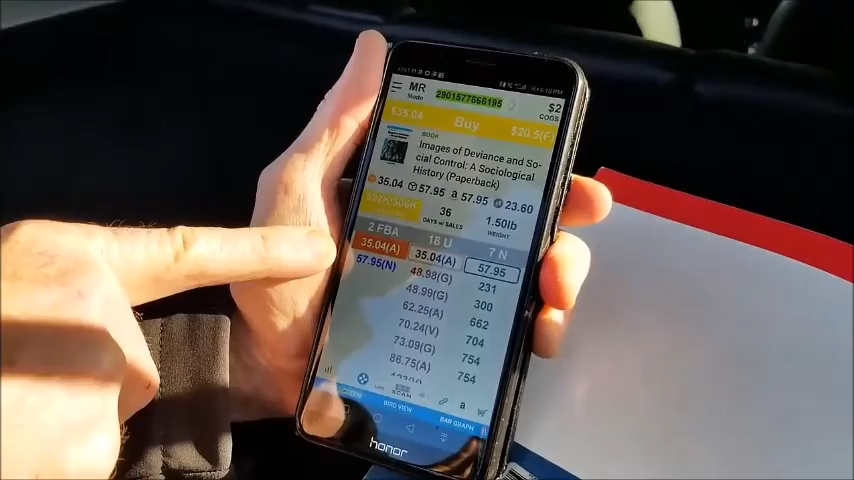 MR
Mode
2901577666195
$2
COGS
$35.04
Buy
$20.5(F)
BOOK
Images of Deviance and So-
cial Control: A Sociological
History (Paperback)
35.04
57.95
a 57.95
23.60
36
DAYS w/ SALES
1.50lb
WEIGHT
2 FBA
18 U
7 N
35.04(A)
35.04(A)
57.95
57.95(N)
48.98(G)
231
48.99(G)
300
62.25(A)
662
70.24(V)
704
73.09(G)
754
86.75(A)
754
SCAN
a
BIRD VIEW
BAR GRAPH
honor